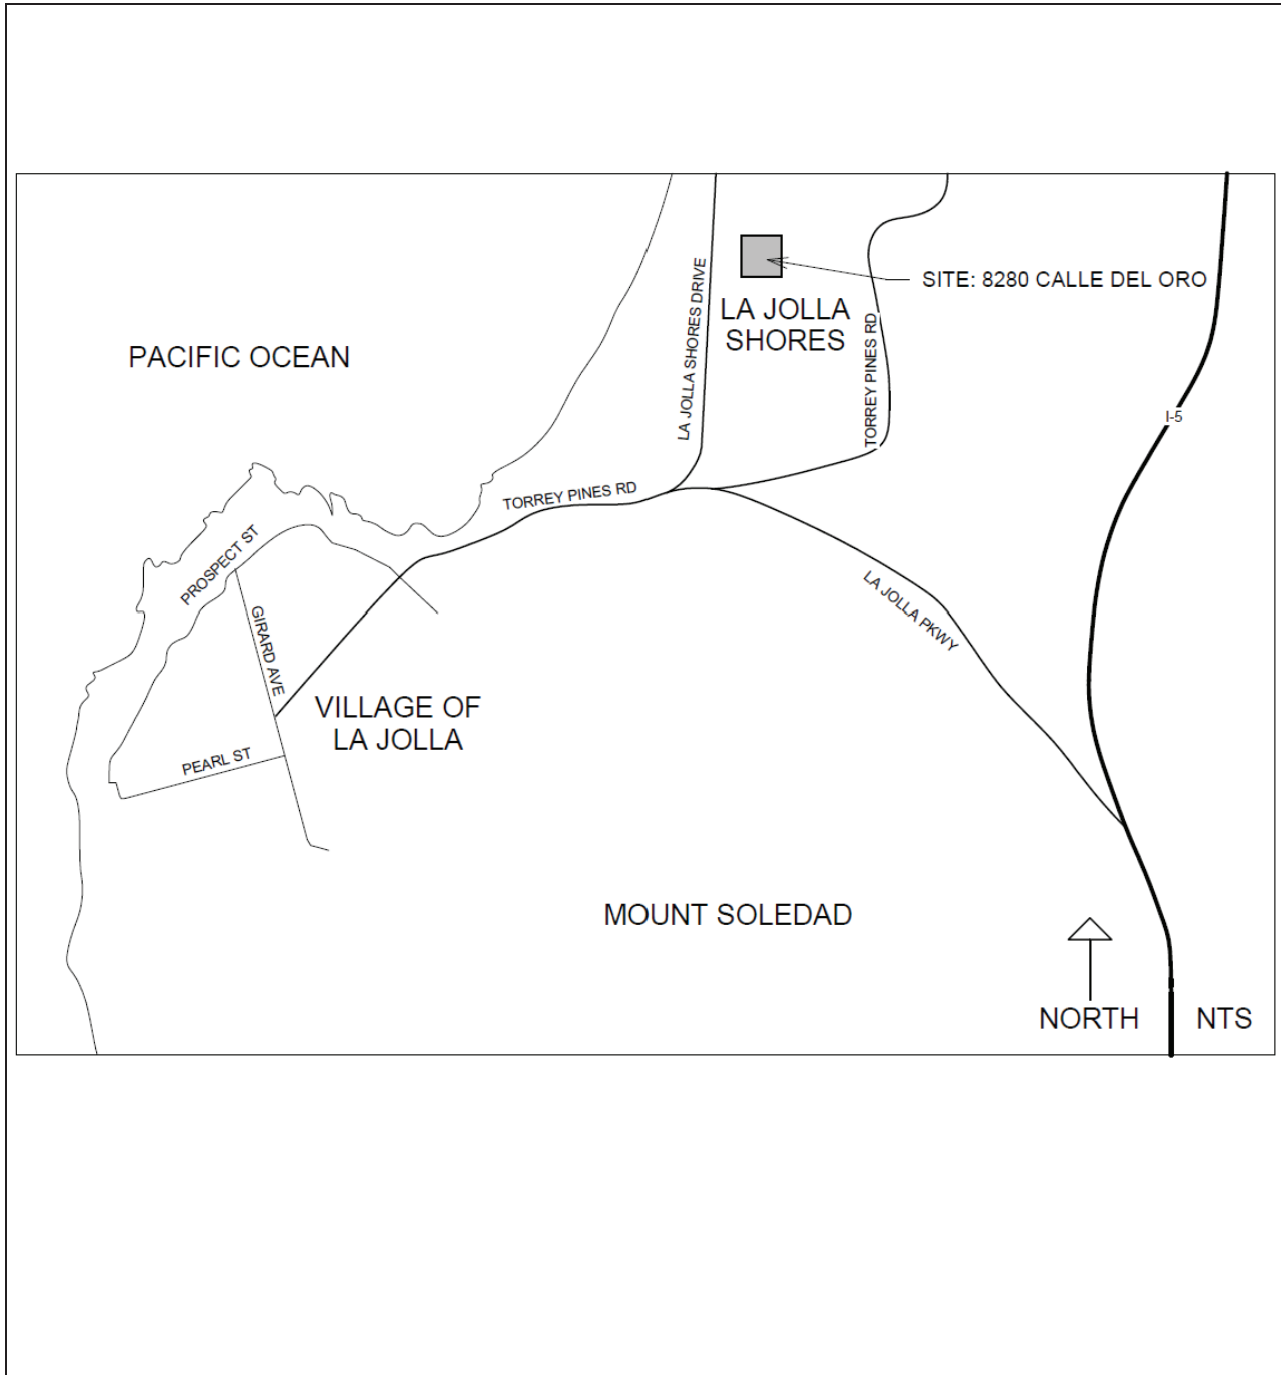 SITE: 8280 CALLE DEL ORO
LA JOLLA SHORES DRIVE
LA JOLLA
SHORES
TORREY PINES RD
PACIFIC OCEAN
I-5
TORREY PINES RD
PROSPECT ST
LA JOLLA PKWY
GIRARD AVE
VILLAGE OF
LA JOLLA
PEARL ST
MOUNT SOLEDAD
NORTH
NTS